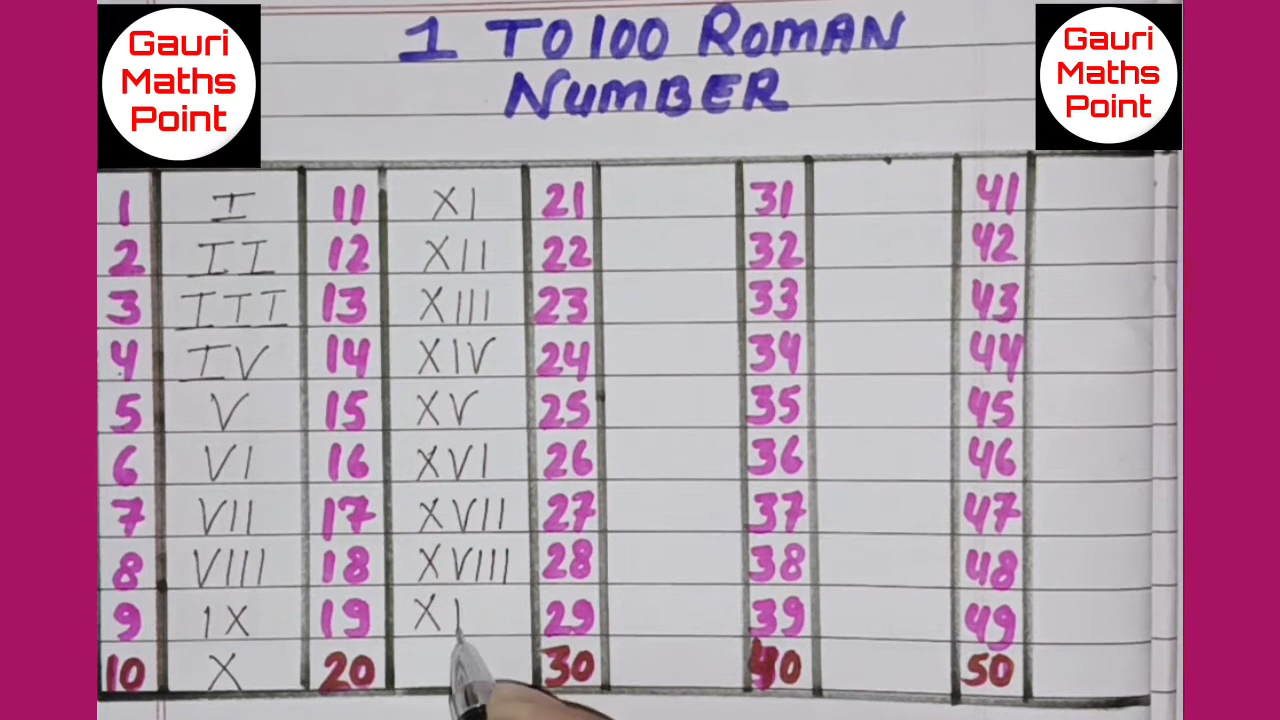 Gauri
Maths
Point
1 TO 100 ROMAN
NUMBER
Gauri
Maths
Point
1 I 11 XI 21 31 41
2 II 12 XII 22 32 42
3 III 13 XIII 23 33 43
4 IV 14 XIV 24 34 44
5 V 15 XV 25 35 45
6 VI 16 XVI 26 36 46
7 VII 17 XVII 27 37 47
8 VIII 18 XVIII 28 38 48
9 IX 19 XI 29 39 49
10 X 20 30 40 50